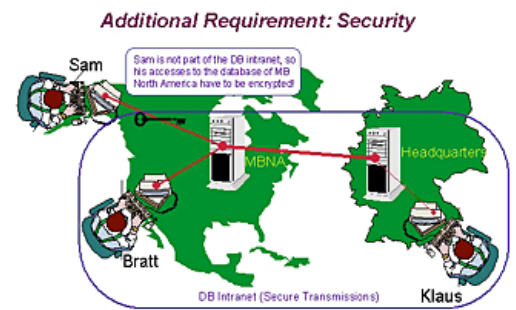 Additional Requirement: Security
Sam
Sam is not part of the DB intranet, so
his accesses to the database of MB
North America have to be encrypted!
MBNA
Headquarters
Bratt
DB Intranet (Secure Transmissions)
Klaus